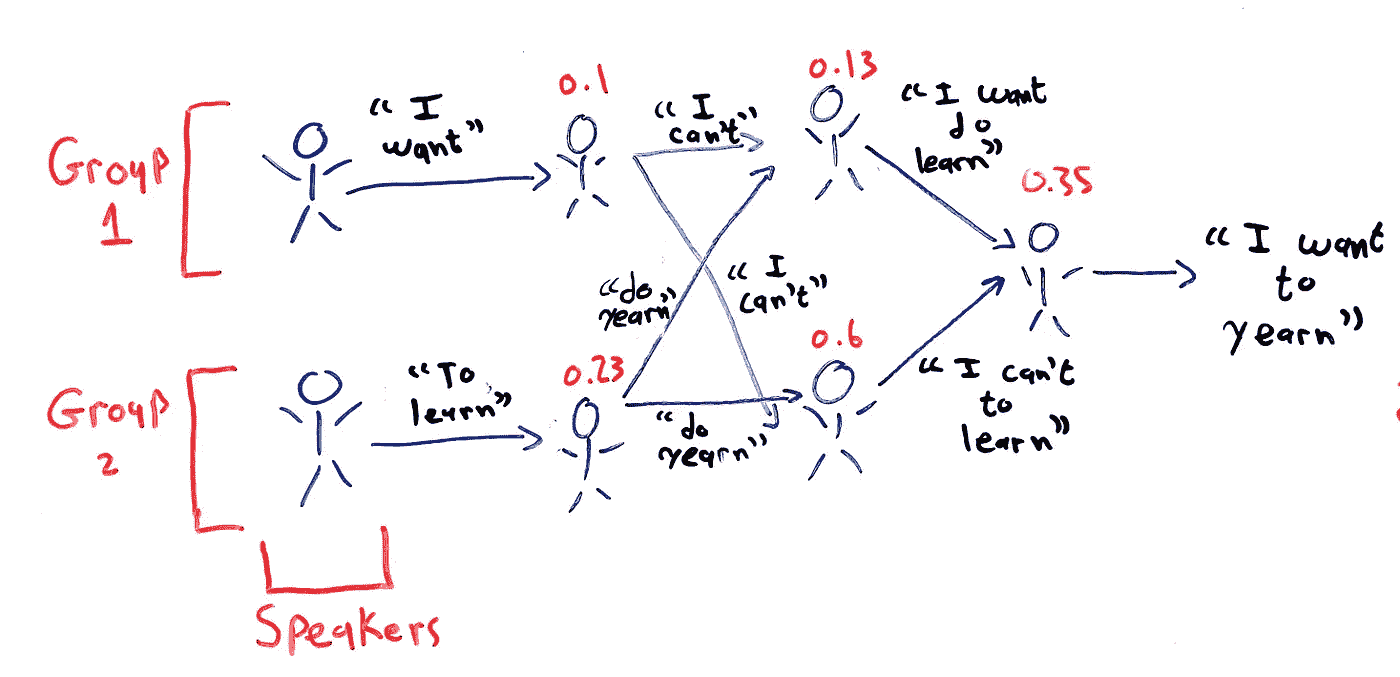 0.1
0.13
“ I
want”
“ I
can't”
“ I want
do
learn”
Group
1
0.35
“ I want
to
yearn”
“do
yearn”
“ I
can't”
0.6
0.23
“To
learn”
“ I can't
to
learn”
Group
2
“do
yearn”
Speakers